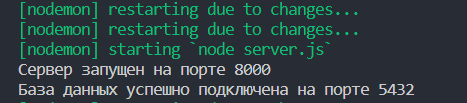 [nodemon] restarting due to changes...
[nodemon] restarting due to changes...
[nodemon] starting `node server.js`
Сервер запущен на порте 8000
База данных успешно подключена на порте 5432